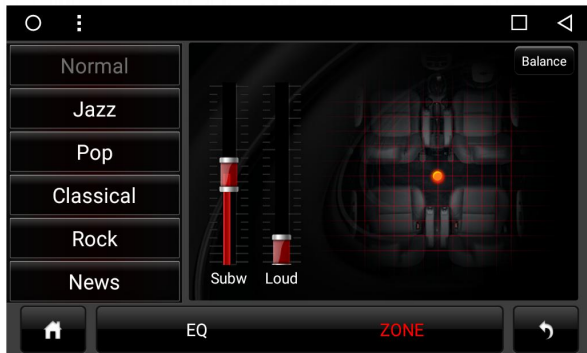 Normal
Balance
Jazz
Pop
Classical
Rock
News
Subw Loud
EQ ZONE